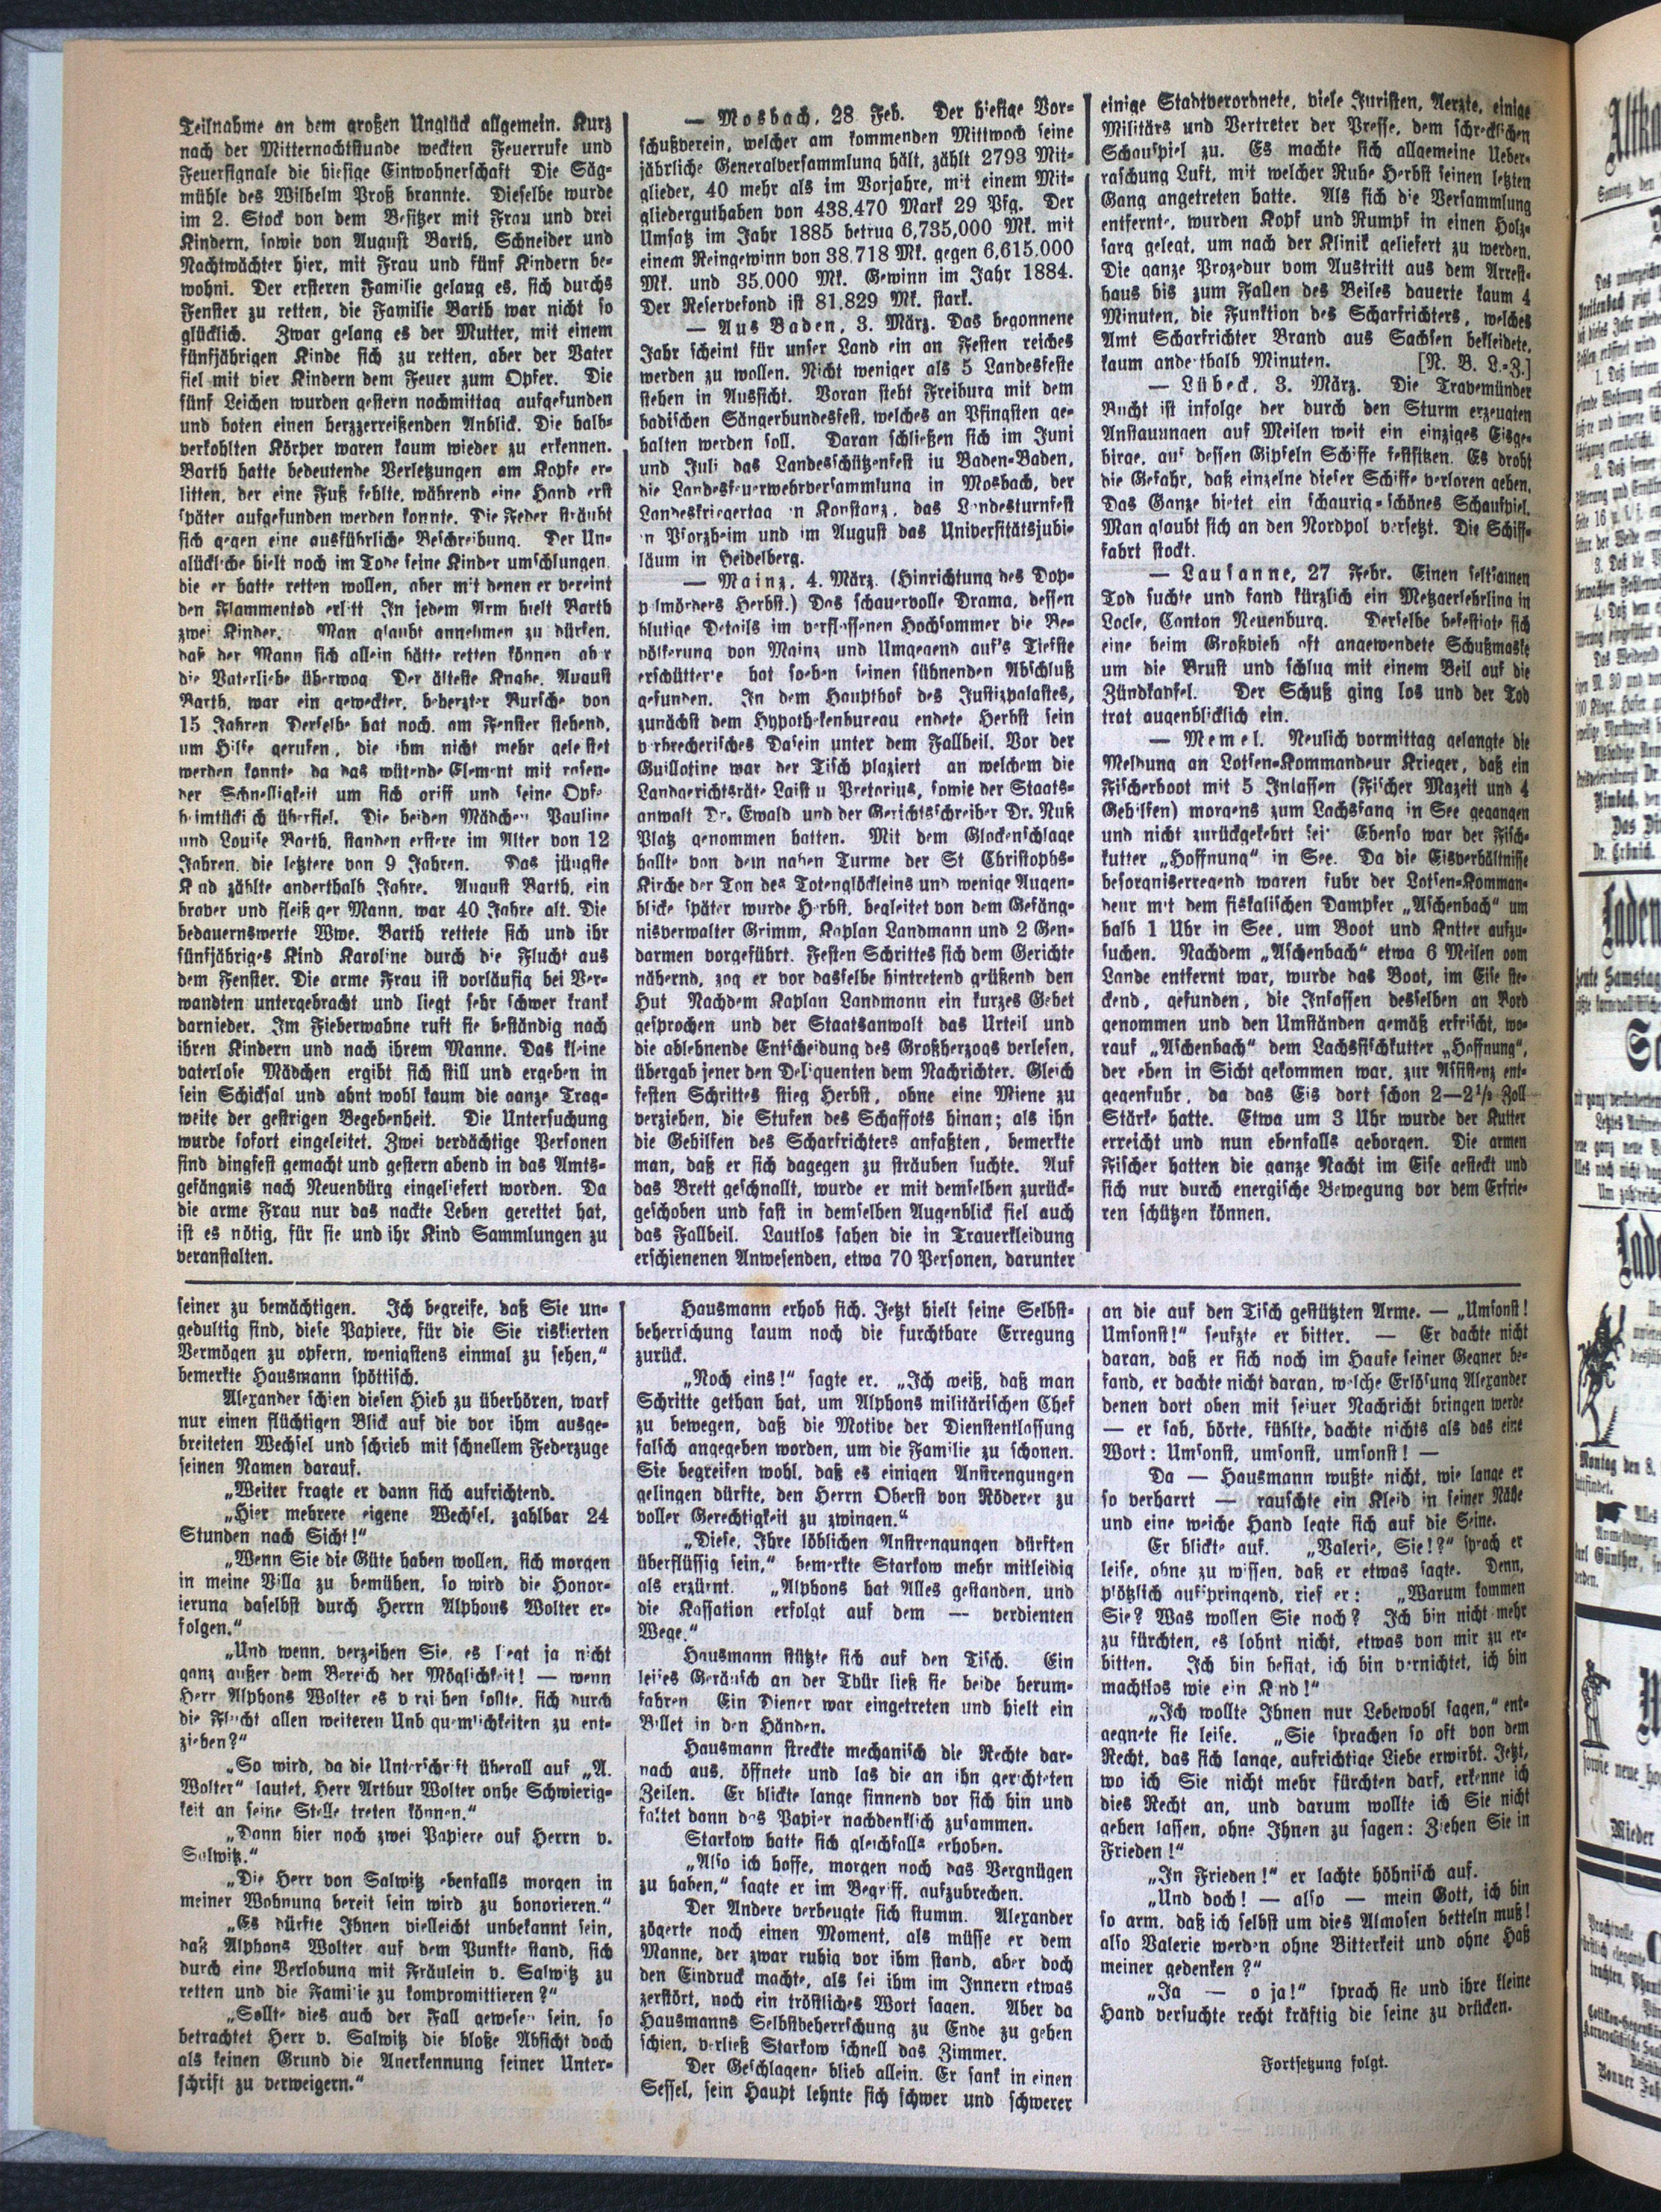 Teilnahme an dem großen Unglück allgemein. Kurz
nach der Mitternachtstunde weckten Feuerrufe und
Feuersignale die hiesige Einwohnerschaft Die Säg-
mühle des Wilhelm Proß brannte. Dieselbe wurde
im 2. Stock von dem Besitzer mit Frau und drei
Kindern, sowie von August Barth, Schneider und
Nachtwächter hier, mit Frau und fünf Kindern be-
wohnt. Der ersteren Familie gelang es, sich durchs
Fenster zu retten, die Familie Barth war nicht so
glücklich. Zwar gelang es der Mutter, mit einem
fünfjährigen Kinde sich zu retten, aber der Vater
fiel mit vier Kindern dem Feuer zum Opfer. Die
fünf Leichen wurden gestern nachmittag aufgefunden
und boten einen herzzerreißenden Anblick. Die halb-
verkohlten Körper waren kaum wieder zu erkennen.
Barth hatte bedeutende Verletzungen am Kopfe er-
litten, der eine Fuß fehlte, während eine Hand erst
später aufgefunden werden konnte. Die Feder sträubt
sich gegen eine ausführliche Beschreibung. Der Un-
glückliche hielt noch im Tode seine Kinder umschlungen
die er hatte retten wollen, aber mit denen er vereint
den Flammentod erlitt In jedem Arm hielt Barth
zwei Kinder. Man glaubt annehmen zu dürfen,
daß der Mann sich allein hätte retten können aber
die Vaterliebe überwog Der älteste Knabe, August
Barth, war ein geweckter, beherzter Bursche von
15 Jahren Derselbe hat noch, am Fenster stehend,
um Hilfe gerufen, die ihm nicht mehr geleistet
werden konnte da das wütende Element mit rasen-
der Schnelligkeit um sich griff und seine Opfer
heimtückisch überfiel. Die beiden Mädchen Pauline
und Louise Barth, standen erstere im Alter von 12
Jahren, die letztere von 9 Jahren. Das jüngste
Kind zählte anderthalb Jahre. August Barth, ein
braver und fleißiger Mann, war 40 Jahre alt. Die
bedauernswerte Wwe. Barth rettete sich und ihr
fünfjähriges Kind Karoline durch die Flucht aus
dem Fenster. Die arme Frau ist vorläufig bei Ver-
wandten untergebracht und liegt sehr schwer krank
darnieder. Im Fieberwahne ruft sie beständig nach
ihren Kindern und nach ihrem Manne. Das kleine
vaterlose Mädchen ergibt sich still und ergeben in
sein Schicksal und ahnt wohl kaum die ganze Trag-
weite der gestrigen Begebenheit. Die Untersuchung
wurde sofort eingeleitet. Zwei verdächtige Personen
sind dingfest gemacht und gestern abend in das Amts-
gefängnis nach Neuenbürg eingeliefert worden. Da
die arme Frau nur das nackte Leben gerettet hat,
ist es nötig, für sie und ihr Kind Sammlungen zu
veranstalten.
— Mosbach, 28 Feb. Der hiesige Vor-
schußverein, welcher am kommenden Mittwoch seine
jährliche Generalversammlung hält, zählt 2793 Mit-
glieder, 40 mehr als im Vorjahre, mit einem Mit-
gliederguthaben von 438,470 Mark 29 Pfg. Der
Umsatz im Jahr 1885 betrug 6,735,000 Mk. mit
einem Reingewinn von 38,718 Mk. gegen 6,615,000
Mk. und 35,000 Mk. Gewinn im Jahr 1884.
Der Reservefond ist 81,829 Mk. stark.
— Aus Baden, 3. März. Das begonnene
Jahr scheint für unser Land ein an Festen reiches
werden zu wollen. Nicht weniger als 5 Landesfeste
stehen in Aussicht. Voran steht Freiburg mit dem
badischen Sängerbundesfest, welches an Pfingsten ge-
halten werden soll. Daran schließen sich im Juni
und Juli das Landesschützenfest iu Baden-Baden,
die Landesfeuerwehrversammlung in Mosbach, der
Landeskriegertag in Konstanz, das Landesturnfest
in Pforzheim und im August das Universitätsjubi-
läum in Heidelberg.
— Mainz, 4. März. (Hinrichtung des Dop-
pelmörders Herbst.) Das schauervolle Drama, dessen
blutige Details im verflossenen Hochsommer die Be-
völkerung von Mainz und Umgegend auf's Tiefste
erschütterte hat soeben seinen sühnenden Abschluß
gefunden. In dem Haupthof des Justizpalastes,
zunächst dem Hypothekenbureau endete Herbst sein
verbrecherisches Dasein unter dem Fallbeil. Vor der
Guillotine war der Tisch plaziert an welchem die
Landgerichtsräte Laist u Pretorius, sowie der Staats-
anwalt Dr. Ewald und der Gerichtsschreiber Dr. Nuß
Platz genommen hatten. Mit dem Glockenschlage
hallte von dem nahen Turme der St Christophs-
Kirche der Ton des Totenglöckleins und wenige Augen-
blicke später wurde Herbst, begleitet von dem Gefäng-
nisverwalter Grimm, Kaplan Landmann und 2 Gen-
darmen vorgeführt. Festen Schrittes sich dem Gerichte
nähernd, zog er vor dasselbe hintretend grüßend den
Hut Nachdem Kaplan Landmann ein kurzes Gebet
gesprochen und der Staatsanwalt das Urteil und
die ablehnende Entscheidung des Großherzogs verlesen,
übergab jener den Deliquenten dem Nachrichter. Gleich
festen Schrittes stieg Herbst, ohne eine Miene zu
verziehen, die Stufen des Schaffots hinan; als ihn
die Gehilfen des Scharfrichters anfaßten, bemerkte
man, daß er sich dagegen zu sträuben suchte. Auf
das Brett geschnallt, wurde er mit demselben zurück-
geschoben und fast in demselben Augenblick fiel auch
das Fallbeil. Lautlos sahen die in Trauerkleidung
erschienenen Anwesenden, etwa 70 Personen, darunter
einige Stadtverordnete, viele Juristen, Aerzte, einige
Militärs und Vertreter der Presse, dem schrecklichen
Schauspiel zu. Es machte sich allgemeine Ueber-
raschung Luft, mit welcher Ruhe Herbst seinen letzten
Gang angetreten hatte. Als sich die Versammlung
entfernte, wurden Kopf und Rumpf in einen Holz-
sarg gelegt, um nach der Klinik geliefert zu werden.
Die ganze Prozedur vom Austritt aus dem Arrest-
haus bis zum Fallen des Beiles dauerte kaum 4
Minuten, die Funktion des Scharfrichters, welches
Amt Scharfrichter Brand aus Sachsen bekleidete,
kaum anderthalb Minuten. [N. B. L.-Z.]
— Lübeck, 3. März. Die Travemünder
Bucht ist infolge der durch den Sturm erzeugten
Anstauungen auf Meilen weit ein einziges Eisge-
birge, auf dessen Gipfeln Schiffe festsitzen. Es droht
die Gefahr, daß einzelne dieser Schiffe verloren gehen.
Das Ganze bietet ein schaurig-schönes Schauspiel.
Man glaubt sich an den Nordpol versetzt. Die Schiff-
fahrt stockt.
— Lausanne, 27 Febr. Einen seltsamen
Tod suchte und fand kürzlich ein Metzgerlehrling in
Locle, Canton Neuenburg. Derselbe befestigte sich
eine beim Großvieh oft angewendete Schußmaske
um die Brust und schlug mit einem Beil auf die
Zündkapsel. Der Schuß ging los und der Tod
trat augenblicklich ein.
— Memel. Neulich vormittag gelangte die
Meldung an Lotsen-Kommandeur Krieger, daß ein
Fischerboot mit 5 Inlassen (Fischer Mazeit und 4
Gehilfen) morgens zum Lachsfang in See gegangen
und nicht zurückgekehrt sei. Ebenso war der Fisch-
kutter „Hoffnung“ in See. Da die Eisverhältnisse
besorgniserregend waren fuhr der Lotsen-Komman-
deur mit dem fiskalischen Dampfer „Aschenbach“ um
halb 1 Uhr in See, um Boot und Kntter aufzu-
suchen. Nachdem „Aschenbach“ etwa 6 Meilen vom
Lande entfernt war, wurde das Boot, im Eise ste-
ckend, gefunden, die Insassen desselben an Bord
genommen und den Umständen gemäß erfrischt, wo-
rauf „Aschenbach“ dem Lachsfischkutter „Hoffnung“,
der eben in Sicht gekommen war, zur Assistenz ent-
gegenfuhr, da das Eis dort schon 2—2½ Zoll
Stärke hatte. Etwa um 3 Uhr wurde der Kutter
erreicht und nun ebenfalls geborgen. Die armen
Fischer hatten die ganze Nacht im Eise gesteckt und
sich nur durch energische Bewegung vor dem Erfrie-
ren schützen können.
seiner zu bemächtigen. Ich begreife, daß Sie un-
gedultig sind, diese Papiere, für die Sie riskierten
Vermögen zu opfern, wenigstens einmal zu sehen,“
bemerkte Hausmann spöttisch.
Alexander schien diesen Hieb zu überhören, warf
nur einen flüchtigen Blick auf die vor ihm ausge-
breiteten Wechsel und schrieb mit schnellem Federzuge
seinen Namen darauf.
„Weiter fragte er dann sich aufrichtend.
„Hier mehrere eigene Wechsel, zahlbar 24
Stunden nach Sicht!“
„Wenn Sie die Güte haben wollen, sich morgen
in meine Villa zu bemühen, so wird die Honor-
ierung daselbst durch Herrn Alphons Wolter er-
folgen.“
„Und wenn, verzeihen Sie, es liegt ja nicht
ganz außer dem Bereich der Möglichkeit! — wenn
Herr Alphons Wolter es vorziehen sollte, sich durch
die Flucht allen weiteren Unbequemlichkeiten zu ent-
ziehen?“
„So wird, da die Unterschrift überall auf „A.
Wolter“ lautet, Herr Arthur Wolter onhe Schwierig-
keit an seine Stelle treten können.“
„Dann hier noch zwei Papiere auf Herrn v.
Salwitz.“
„Die Herr von Salwitz ebenfalls morgen in
meiner Wohnung bereit sein wird zu honorieren.“
„Es dürfte Ihnen vielleicht unbekannt sein,
daß Alphons Wolter auf dem Punkte stand, sich
durch eine Verlobung mit Fräulein v. Salwitz zu
retten und die Familie zu kompromittieren?“
„Sollte dies auch der Fall gewesen sein, so
betrachtet Herr v. Salwitz die bloße Absicht doch
als keinen Grund die Anerkennung seiner Unter-
schrift zu verweigern.“
Hausmann erhob sich. Jetzt hielt seine Selbst-
beherrschung kaum noch die furchtbare Erregung
zurück.
„Noch eins!“ sagte er. „Ich weiß, daß man
Schritte gethan hat, um Alphons militärischen Chef
zu bewegen, daß die Motive der Dienstentlassung
falsch angegeben worden, um die Familie zu schonen.
Sie begreifen wohl, daß es einigen Anstrengungen
gelingen dürfte, den Herrn Oberst von Röderer zu
voller Gerechtigkeit zu zwingen.“
„Diese, Ihre löblichen Anstrengungen dürften
überflüssig sein,“ bemerkte Starkow mehr mitleidig
als erzürnt. „Alphons hat Alles gestanden, und
die Kassation erfolgt auf dem — verdienten
Wege.“
Hausmann stützte sich auf den Tisch. Ein
leises Geräusch an der Thür ließ sie beide herum-
fahren Ein Diener war eingetreten und hielt ein
Billet in den Händen.
Hausmann streckte mechanisch die Rechte dar-
nach aus, öffnete und las die an ihn gerichteten
Zeilen. Er blickte lange sinnend vor sich hin und
faltet dann das Papier nachdenklich zusammen.
Starkow hatte sich gleichfalls erhoben.
„Also ich hoffe, morgen noch das Vergnügen
zu haben,“ sagte er im Begriff, aufzubrechen.
Der Andere verbeugte sich stumm. Alexander
zögerte noch einen Moment, als müsse er dem
Manne, der zwar ruhig vor ihm stand, aber doch
den Eindruck machte, als sei ihm im Innern etwas
zerstört, noch ein tröstliches Wort sagen. Aber da
Hausmanns Selbstbeherrschung zu Ende zu gehen
schien, verließ Starkow schnell das Zimmer.
Der Geschlagene blieb allein. Er sank in einen
Sessel, sein Haupt lehnte sich schwer und schwerer
an die auf den Tisch gestützten Arme. — „Umsonst!
Umsonst!“ seufzte er bitter. — Er dachte nicht
daran, daß er sich noch im Hause seiner Gegner be-
fand, er dachte nicht daran, welche Erlösung Alexander
denen dort oben mit seiuer Nachricht bringen werde
— er sah, hörte, fühlte, dachte nichts als das eine
Wort: Umsonst, umsonst, umsonst! —
Da — Hausmann wußte nicht, wie lange er
so verharrt — rauschte ein Kleid in seiner Nähe
und eine weiche Hand legte sich auf die Seine.
Er blickte auf. „Valerie, Sie!?“ sprach er
leise, ohne zu wissen, daß er etwas sagte. Denn,
plötzlich aufspringend, rief er: „Warum kommen
Sie? Was wollen Sie noch? Ich bin nicht mehr
zu fürchten, es lohnt nicht, etwas von mir zu er-
bitten. Ich bin besiegt, ich bin vernichtet, ich bin
machtlos wie ein Kind!“
„Ich wollte Ihnen nur Lebewohl sagen,“ ent-
gegnete sie leise. „Sie sprachen so oft von dem
Recht, das sich lange, aufrichtige Liebe erwirbt. Jetzt,
wo ich Sie nicht mehr fürchten darf, erkenne ich
dies Recht an, und darum wollte ich Sie nicht
gehen lassen, ohne Ihnen zu sagen: Ziehen Sie in
Frieden!“
„In Frieden!“ er lachte höhnisch auf.
„Und doch! — also — mein Gott, ich bin
so arm, daß ich selbst um dies Almosen betteln muß!
also Valerie werden ohne Bitterkeit und ohne Haß
meiner gedenken?“
„Ja — o ja!“ sprach sie und ihre kleine
Hand versuchte recht kräftig die seine zu drücken.
Fortsetzung folgt.